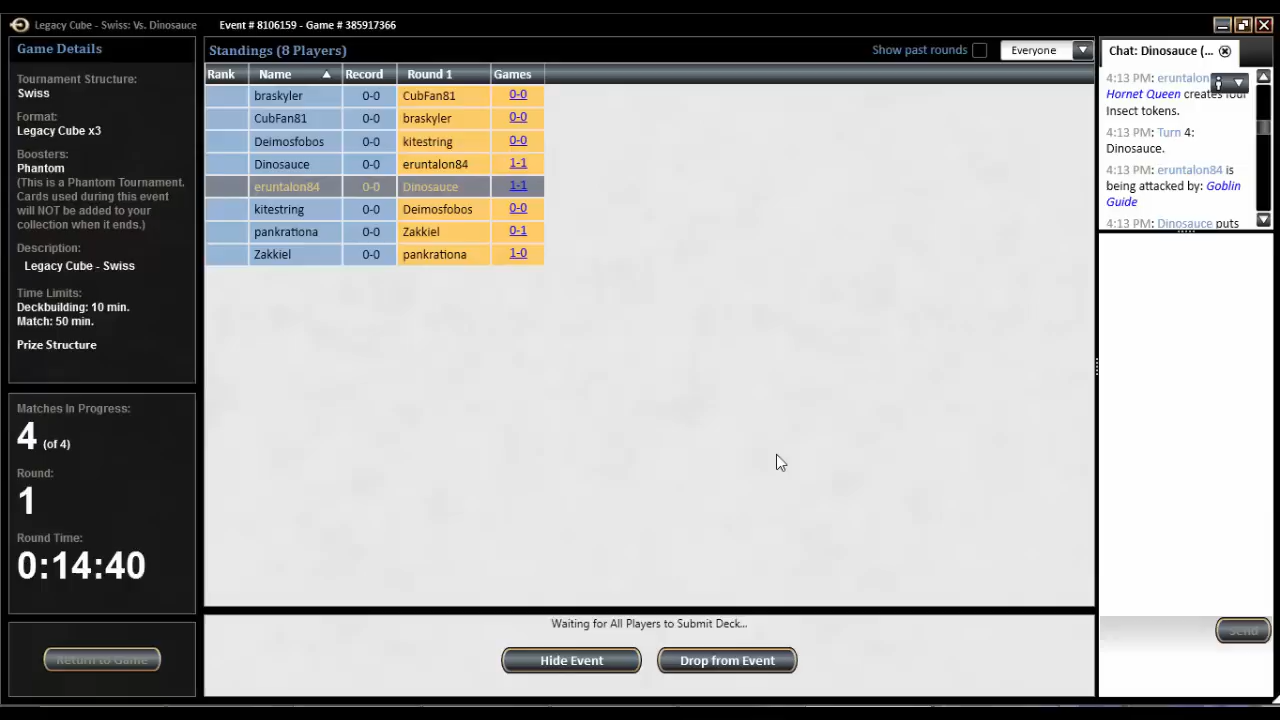 Legacy Cube - Swiss: Vs. Dinosauce
Event # 8106159 - Game # 385917366
Game Details
Tournament Structure:
Swiss
Format:
Legacy Cube x3
Boosters:
Phantom
(This is a Phantom Tournament.
Cards used during this event
will NOT be added to your
collection when it ends.)
Description:
Legacy Cube - Swiss
Time Limits:
Deckbuilding: 10 min.
Match: 50 min.
Prize Structure
Matches In Progress:
4 (of 4)
Round:
1
Round Time:
0:14:40
Return to Game
Standings (8 Players)
Show past rounds
Everyone
Rank Name Record Round 1 Games
braskyler 0-0 CubFan81 0-0
CubFan81 0-0 braskyler 0-0
Deimosfobos 0-0 kitestring 0-0
Dinosauce 0-0 eruntalon84 1-1
eruntalon84 0-0 Dinosauce 1-1
kitestring 0-0 Deimosfobos 0-0
pankrationa 0-0 Zakkiel 0-1
Zakkiel 0-0 pankrationa 1-0
Waiting for All Players to Submit Deck...
Hide Event
Drop from Event
Chat: Dinosauce (...
4:13 PM: eruntalon
Hornet Queen creates four
Insect tokens.
4:13 PM: Turn 4:
Dinosauce.
4:13 PM: eruntalon84 is
being attacked by: Goblin
Guide
4:13 PM: Dinosauce puts
Send